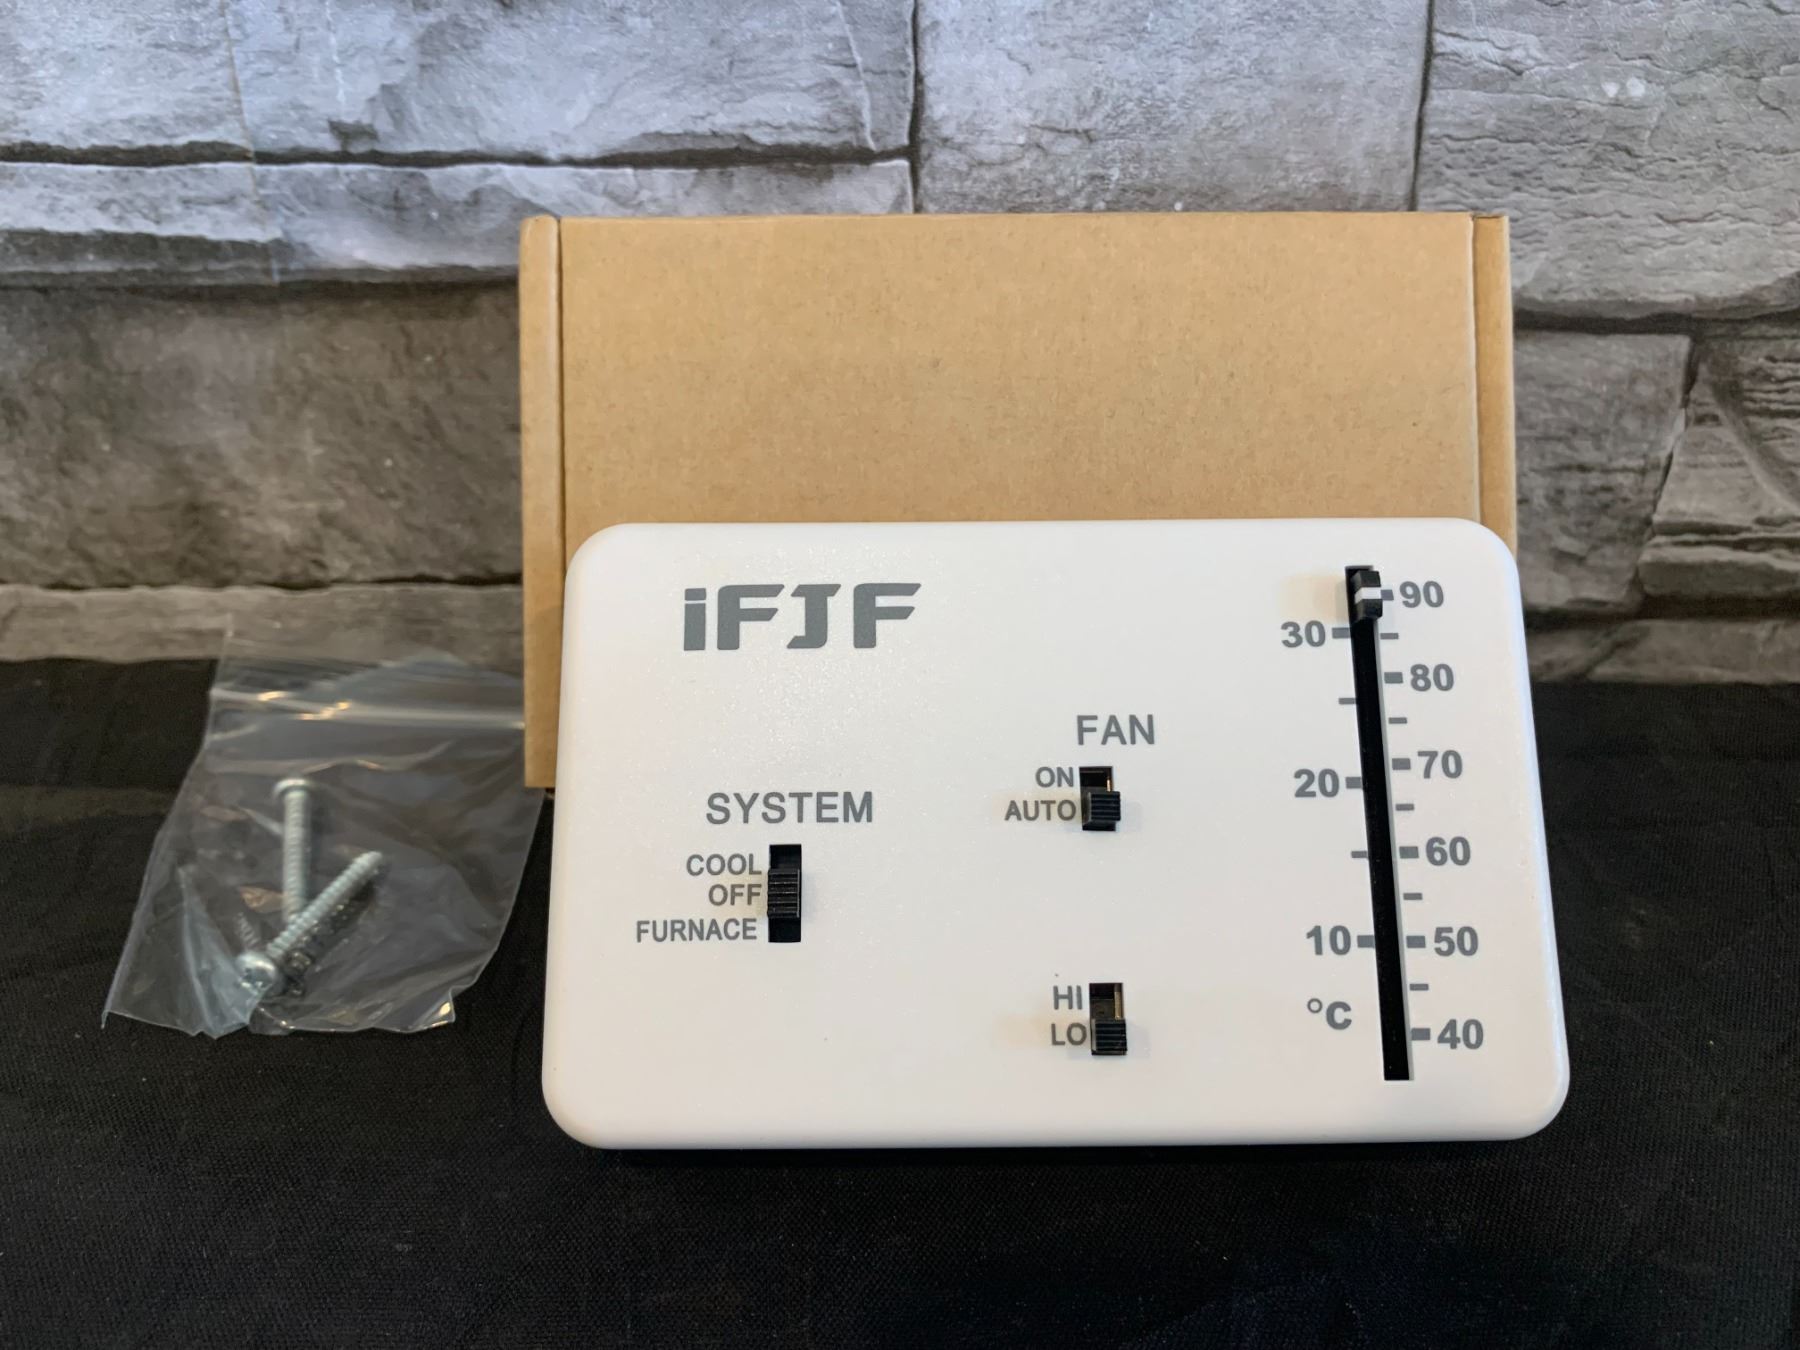 iFJF
SYSTEM
COOL
OFF
FURNACE
FAN
ON
AUTO
HI
LO
90
30
80
70
20
60
10
50
°C
40